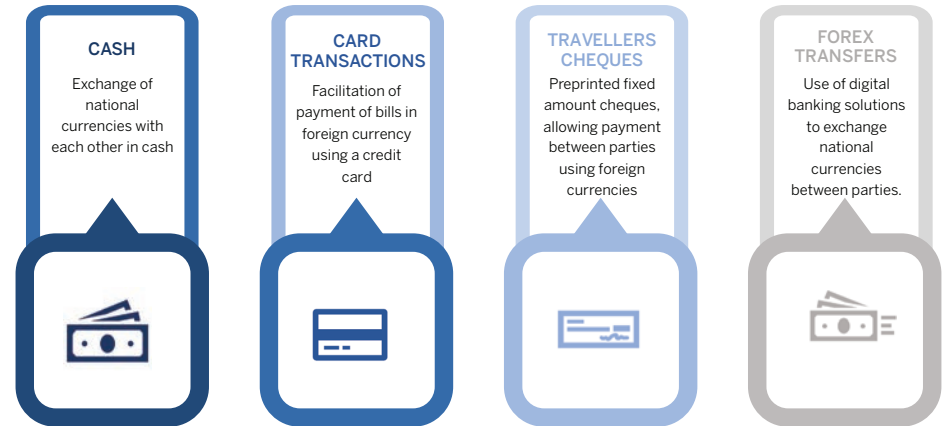 CASH
Exchange of
national
currencies with
each other in cash
CARD
TRANSACTIONS
Facilitation of
payment of bills in
foreign currency
using a credit
card
TRAVELLERS
CHEQUES
Preprinted fixed
amount cheques,
allowing payment
between parties
using foreign
currencies
FOREX
TRANSFERS
Use of digital
banking solutions
to exchange
national
currencies
between parties.